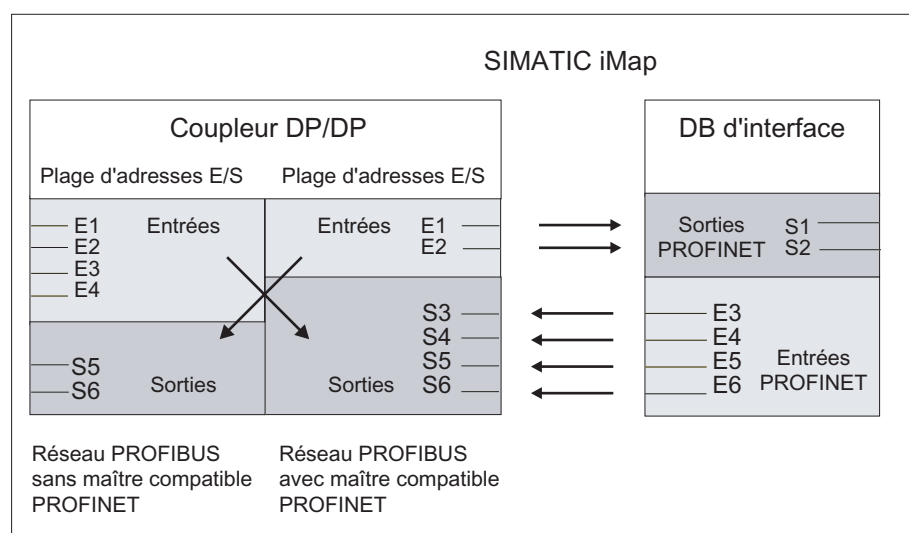 SIMATIC iMap
Coupleur DP/DP
Plage d'adresses E/S
Plage d'adresses E/S
E1
E2
E3
E4
Entrées
S5
S6
Sorties
Entrées
E1
E2
S3
S4
S5
S6
Sorties
DB d'interface
Sorties
PROFINET
S1
S2
E3
E4
E5
E6
Entrées
PROFINET
Réseau PROFIBUS
sans maître compatible
PROFINET
Réseau PROFIBUS
avec maître compatible
PROFINET